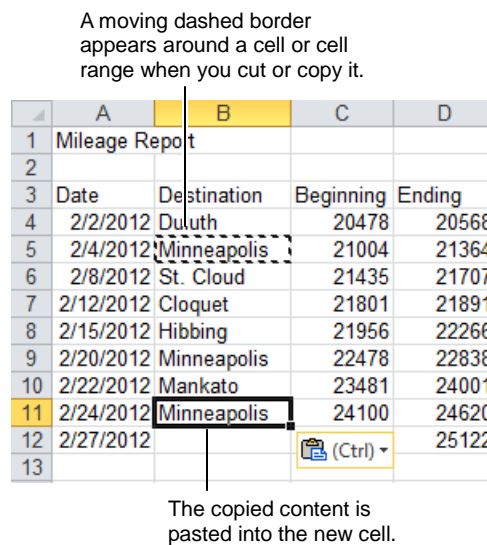 A moving dashed border
appears around a cell or cell
range when you cut or copy it.
A B C D
1 Mileage Report
2
3 Date Destination Beginning Ending
4 2/2/2012 Duluth 20478 20568
5 2/4/2012 Minneapolis 21004 21364
6 2/8/2012 St. Cloud 21435 21707
7 2/12/2012 Cloquet 21801 21891
8 2/15/2012 Hibbing 21956 22266
9 2/20/2012 Minneapolis 22478 22838
10 2/22/2012 Mankato 23481 24001
11 2/24/2012 Minneapolis 24100 24620
12 2/27/2012 (Ctrl) 25122
13
The copied content is
pasted into the new cell.